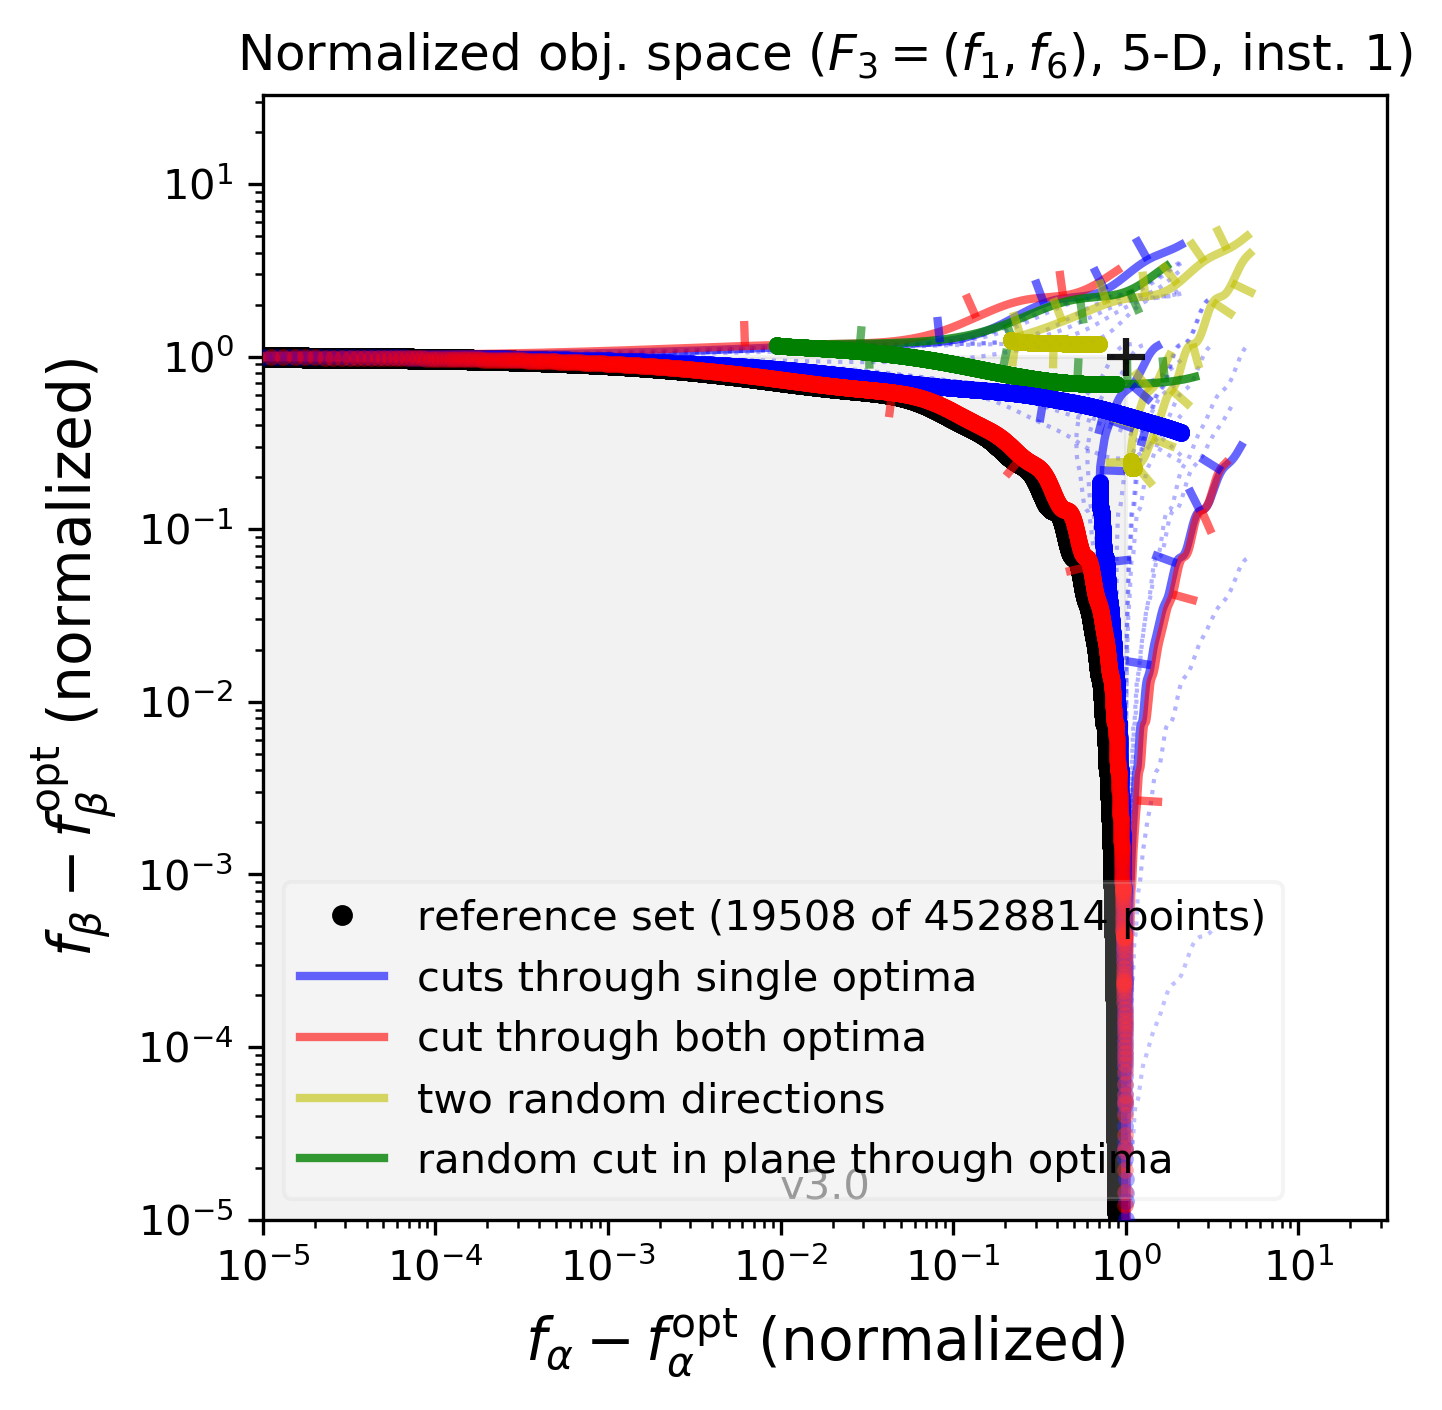 Normalized obj. space (F₃ = (f₁, f₆), 5-D, inst. 1)
f_β − f_β^opt (normalized)
10¹
10⁰
10⁻¹
10⁻²
10⁻³
10⁻⁴
10⁻⁵
reference set (19508 of 4528814 points)
cuts through single optima
cut through both optima
two random directions
random cut in plane through optima
v3.0
10⁻⁵ 10⁻⁴ 10⁻³ 10⁻² 10⁻¹ 10⁰ 10¹
f_α − f_α^opt (normalized)